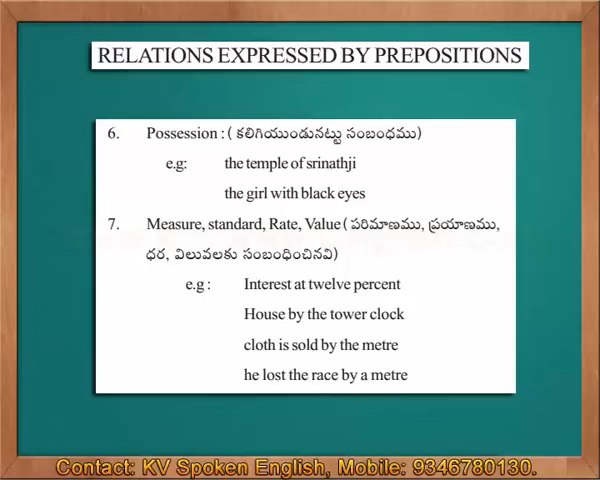 RELATIONS EXPRESSED BY PREPOSITIONS
6. Possession : ( కలిగియుండునట్టు సంబంధము)
e.g: the temple of srinathji
the girl with black eyes
7. Measure, standard, Rate, Value ( పరిమాణము, ప్రయాణము,
ధర, విలువలకు సంబంధించినవి)
e.g : Interest at twelve percent
House by the tower clock
cloth is sold by the metre
he lost the race by a metre
Contact: KV Spoken English, Mobile: 9346780130.